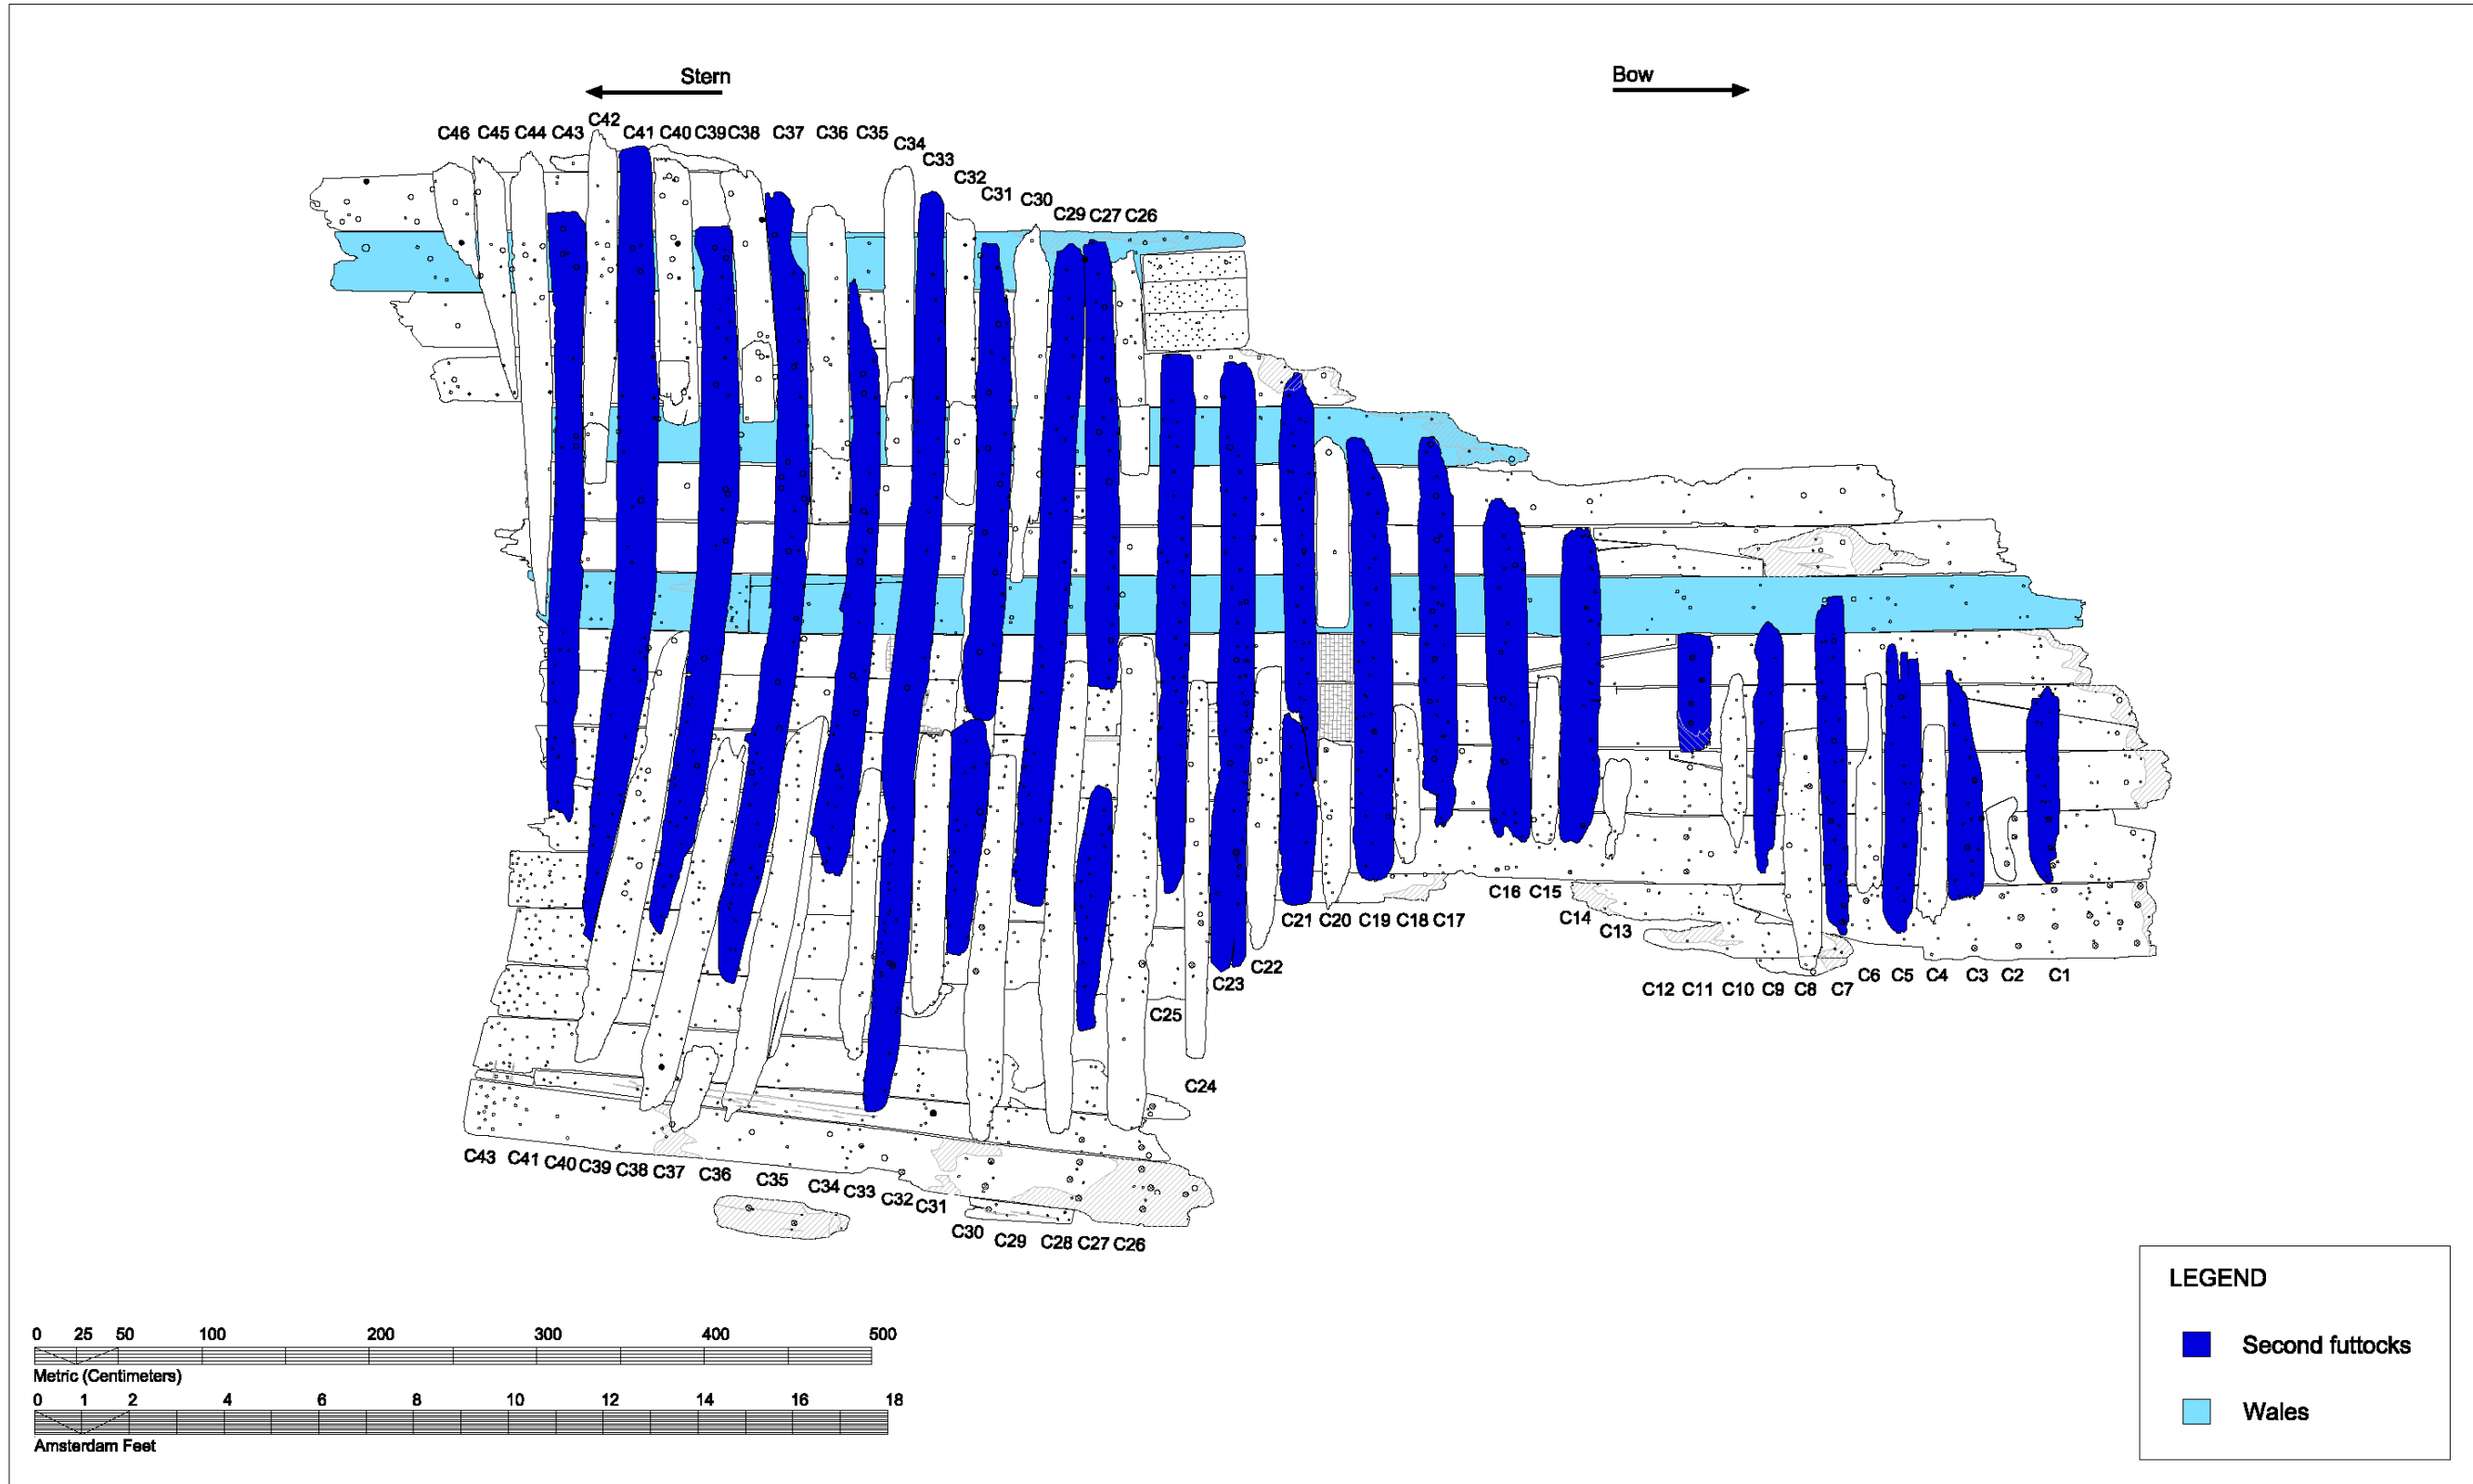 Stern
Bow
C46 C45 C44 C43 C42 C41 C40 C39 C38 C37 C36 C35 C34 C33 C32 C31 C30 C29 C27 C26
C21 C20 C19 C18 C17 C16 C15 C14 C13
C23 C22
C12 C11 C10 C9 C8 C7 C6 C5 C4 C3 C2 C1
C25
C24
C43 C41 C40 C39 C38 C37 C36 C35 C34 C33 C32 C31 C30 C29 C28 C27 C26
LEGEND
Second futtocks
Wales
0 25 50 100 200 300 400 500
Metric (Centimeters)
0 1 2 4 6 8 10 12 14 16 18
Amsterdam Feet